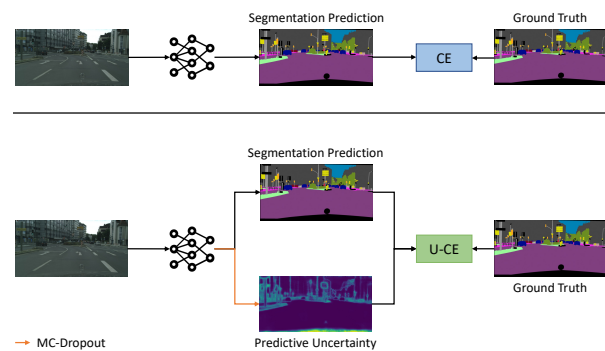 Segmentation Prediction
Ground Truth
CE
Segmentation Prediction
U-CE
Ground Truth
MC-Dropout
Predictive Uncertainty